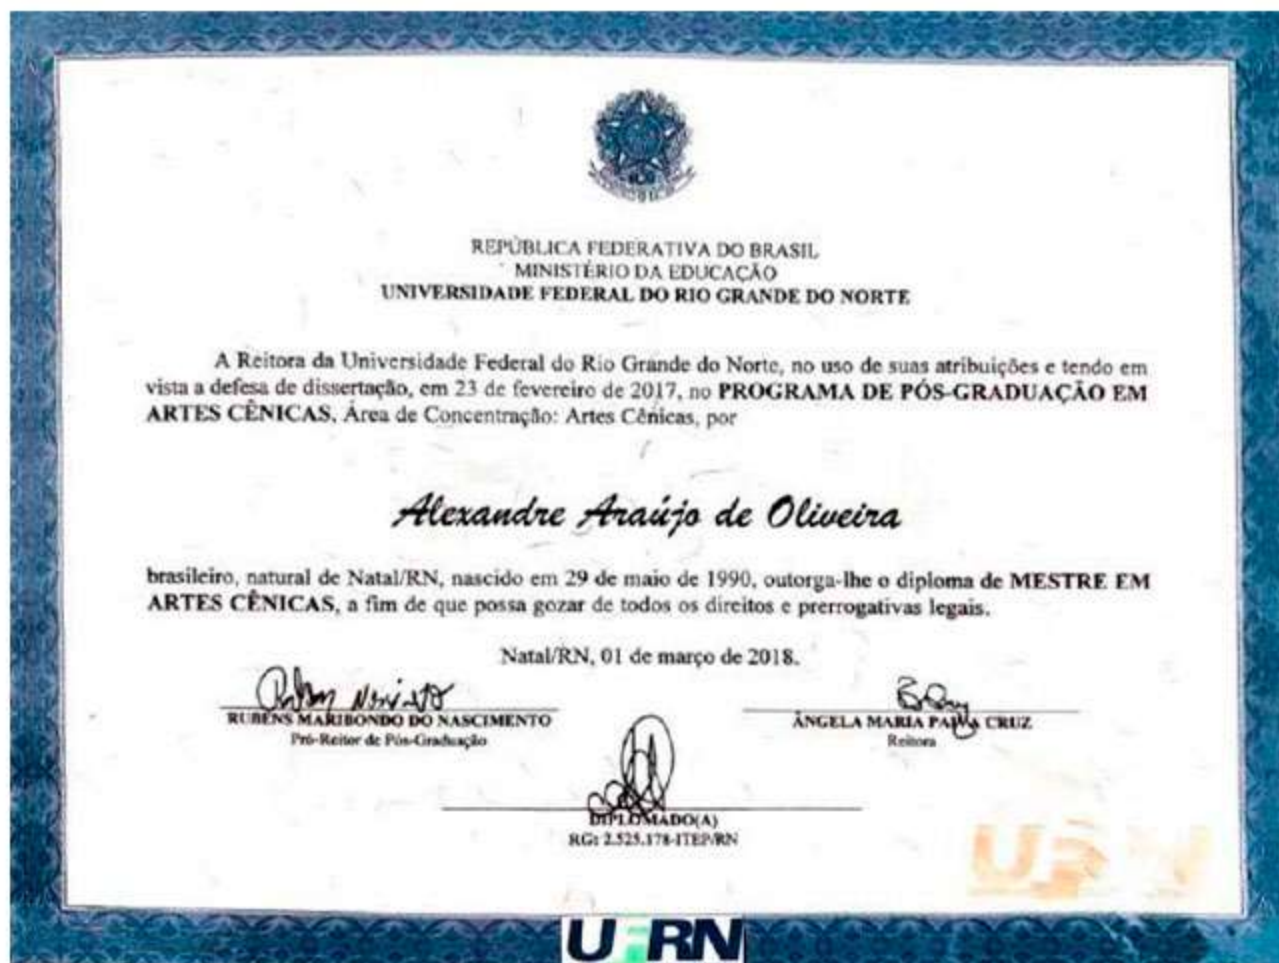 REPÚBLICA FEDERATIVA DO BRASIL
MINISTÉRIO DA EDUCAÇÃO
UNIVERSIDADE FEDERAL DO RIO GRANDE DO NORTE
A Reitora da Universidade Federal do Rio Grande do Norte, no uso de suas atribuições e tendo em
vista a defesa de dissertação, em 23 de fevereiro de 2017, no PROGRAMA DE PÓS-GRADUAÇÃO EM
ARTES CÊNICAS, Área de Concentração: Artes Cênicas, por
Alexandre Araújo de Oliveira
brasileiro, natural de Natal/RN, nascido em 29 de maio de 1990, outorga-lhe o diploma de MESTRE EM
ARTES CÊNICAS, a fim de que possa gozar de todos os direitos e prerrogativas legais.
Natal/RN, 01 de março de 2018.
RUBENS MARIBONDO DO NASCIMENTO
Pró-Reitor de Pós-Graduação
ÂNGELA MARIA PAIVA CRUZ
Reitora
DIPLOMADO(A)
RG: 2.525.178-ITEP/RN
UFRN
UFRN